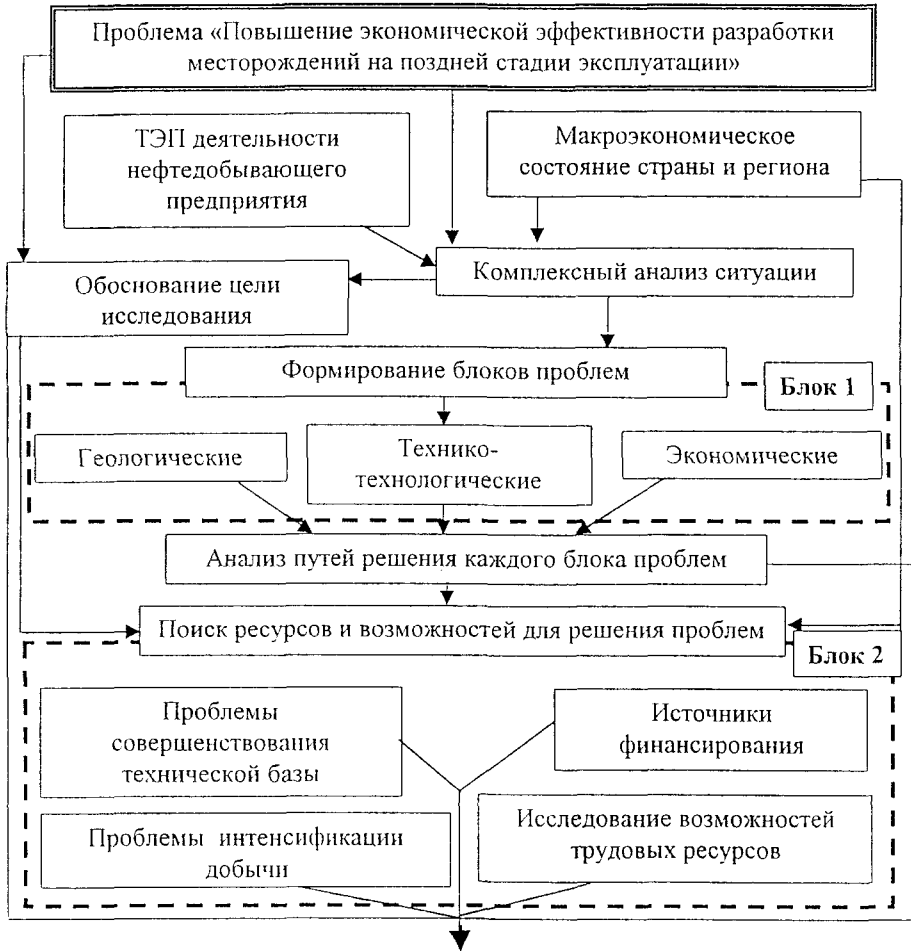 Проблема «Повышение экономической эффективности разработки
месторождений на поздней стадии эксплуатации»
ТЭП деятельности
нефтедобывающего
предприятия
Макроэкономическое
состояние страны и региона
Комплексный анализ ситуации
Обоснование цели
исследования
Формирование блоков проблем
Блок 1
Геологические
Технико-
технологические
Экономические
Анализ путей решения каждого блока проблем
Поиск ресурсов и возможностей для решения проблем
Блок 2
Проблемы
совершенствования
технической базы
Источники
финансирования
Проблемы интенсификации
добычи
Исследование возможностей
трудовых ресурсов